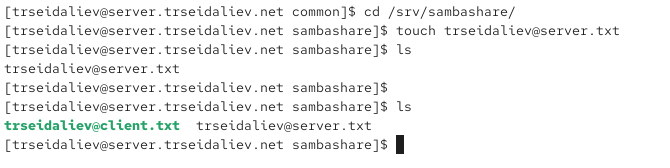 [trseidaliev@server.trseidaliev.net common]$ cd /srv/sambashare/
[trseidaliev@server.trseidaliev.net sambashare]$ touch trseidaliev@server.txt
[trseidaliev@server.trseidaliev.net sambashare]$ ls
trseidaliev@server.txt
[trseidaliev@server.trseidaliev.net sambashare]$
[trseidaliev@server.trseidaliev.net sambashare]$ ls
trseidaliev@client.txt  trseidaliev@server.txt
[trseidaliev@server.trseidaliev.net sambashare]$